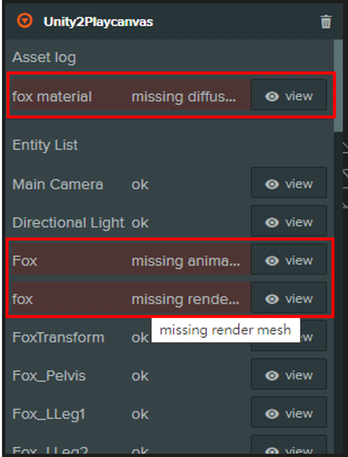 Unity2Playcanvas
Asset log
fox material missing diffus... view
Entity List
Main Camera ok view
Directional Light ok view
Fox missing anima... view
fox missing rende... view
missing render mesh
FoxTransform ok view
Fox_Pelvis ok view
Fox_LLeg1 ok view
Fox_LLeg2 ok view